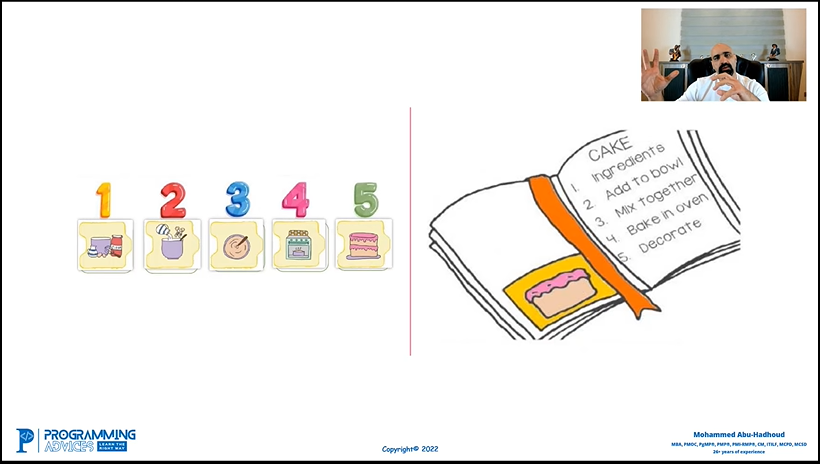 1 2 3 4 5
CAKE
1. Ingredients
2. Add to bowl
3. Mix together
4. Bake in oven
5. Decorate
PROGRAMMING
ADVICES LEARN THE RIGHT WAY
Copyright© 2022
Mohammed Abu-Hadhoud
MBA, PMOC, PgMP®, PMP®, PMI-RMP®, CM, ITILF, MCPD, MCSD
26+ years of experience